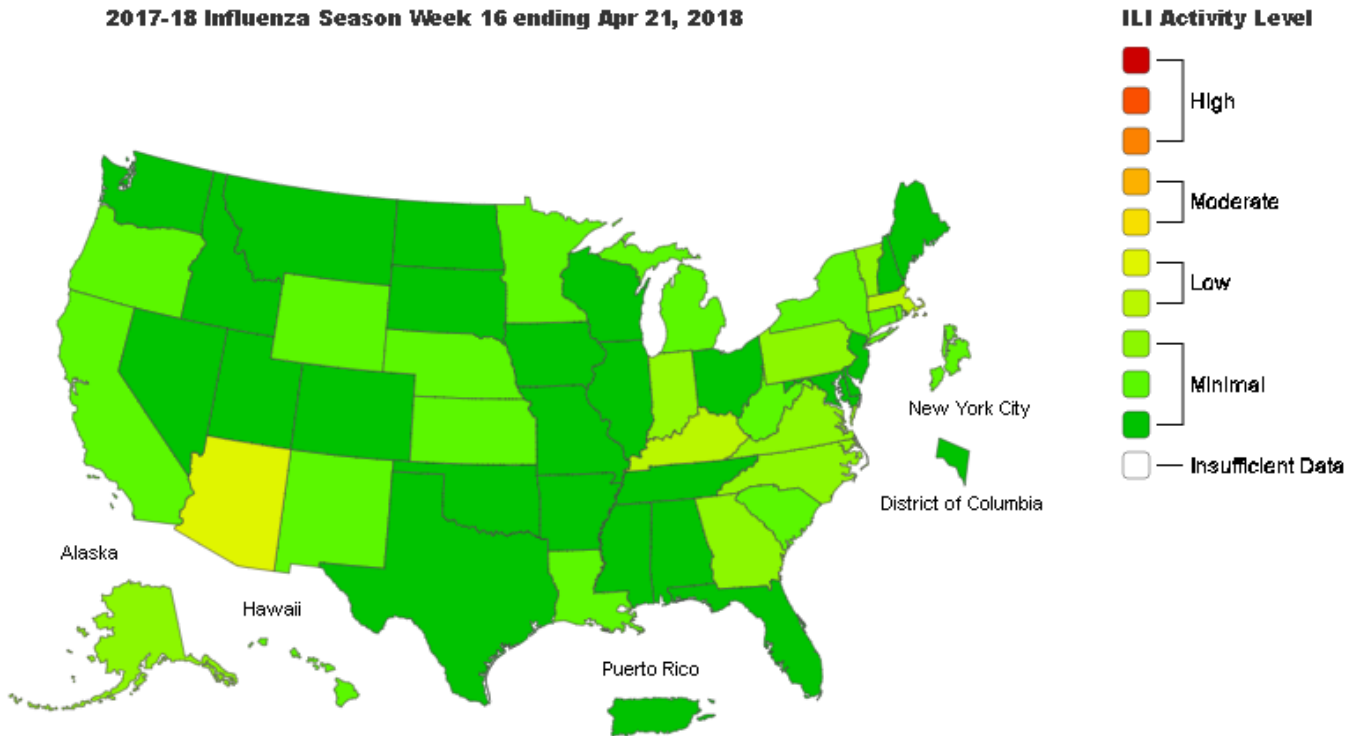 2017-18 Influenza Season Week 16 ending Apr 21, 2018
ILI Activity Level
High
Moderate
Low
Minimal
Insufficient Data
New York City
District of Columbia
Alaska
Hawaii
Puerto Rico